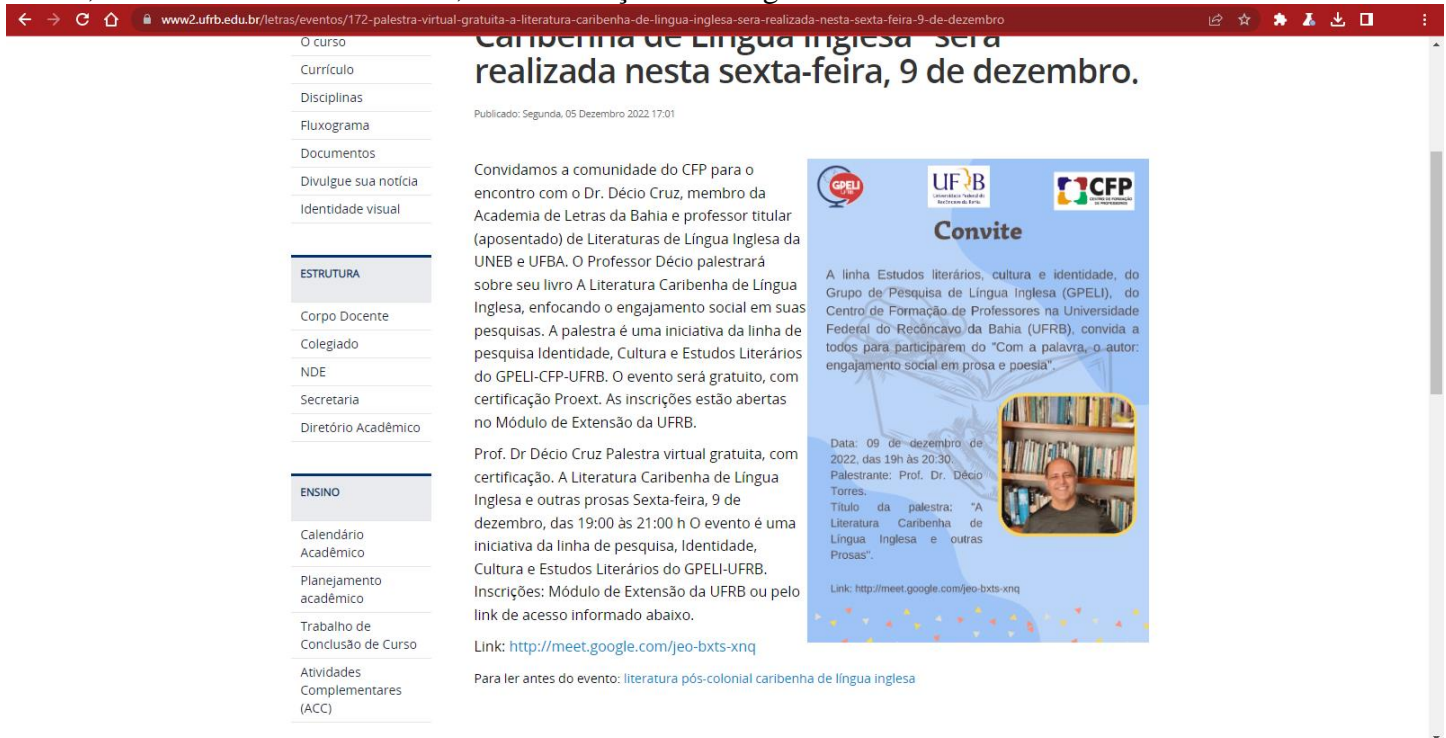 www2.ufrb.edu.br/letras/eventos/172-palestra-virtual-gratuita-a-literatura-caribenha-de-lingua-inglesa-sera-realizada-nesta-sexta-feira-9-de-dezembro
O curso
Currículo
Disciplinas
Fluxograma
Documentos
Divulgue sua notícia
Identidade visual
ESTRUTURA
Corpo Docente
Colegiado
NDE
Secretaria
Diretório Acadêmico
ENSINO
Calendário
Acadêmico
Planejamento
acadêmico
Trabalho de
Conclusão de Curso
Atividades
Complementares
(ACC)
Caribenha de Língua Inglesa" será
realizada nesta sexta-feira, 9 de dezembro.
Publicado: Segunda, 05 Dezembro 2022 17:01
Convidamos a comunidade do CFP para o
encontro com o Dr. Décio Cruz, membro da
Academia de Letras da Bahia e professor titular
(aposentado) de Literaturas de Língua Inglesa da
UNEB e UFBA. O Professor Décio palestrará
sobre seu livro A Literatura Caribenha de Língua
Inglesa, enfocando o engajamento social em suas
pesquisas. A palestra é uma iniciativa da linha de
pesquisa Identidade, Cultura e Estudos Literários
do GPELI-CFP-UFRB. O evento será gratuito, com
certificação Proext. As inscrições estão abertas
no Módulo de Extensão da UFRB.
Prof. Dr Décio Cruz Palestra virtual gratuita, com
certificação. A Literatura Caribenha de Língua
Inglesa e outras prosas Sexta-feira, 9 de
dezembro, das 19:00 às 21:00 h O evento é uma
iniciativa da linha de pesquisa, Identidade,
Cultura e Estudos Literários do GPELI-UFRB.
Inscrições: Módulo de Extensão da UFRB ou pelo
link de acesso informado abaixo.
Link: http://meet.google.com/jeo-bxts-xnq
Para ler antes do evento: literatura pós-colonial caribenha de língua inglesa
GPELI
UFRB
Universidade Federal do
Recôncavo da Bahia
CFP
CENTRO DE FORMAÇÃO
DE PROFESSORES
Convite
A linha Estudos literários, cultura e identidade, do
Grupo de Pesquisa de Língua Inglesa (GPELI), do
Centro de Formação de Professores na Universidade
Federal do Recôncavo da Bahia (UFRB), convida a
todos para participarem do "Com a palavra, o autor:
engajamento social em prosa e poesia".
Data: 09 de dezembro de
2022, das 19h às 20:30.
Palestrante: Prof. Dr. Décio
Torres.
Título da palestra: "A
Literatura Caribenha de
Língua Inglesa e outras
Prosas".
Link: http://meet.google.com/jeo-bxts-xnq